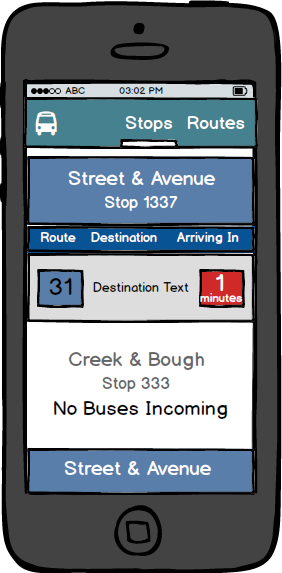 ABC 03:02 PM
Stops Routes
Street & Avenue
Stop 1337
Route Destination Arriving In
31 Destination Text 1 minutes
Creek & Bough
Stop 333
No Buses Incoming
Street & Avenue